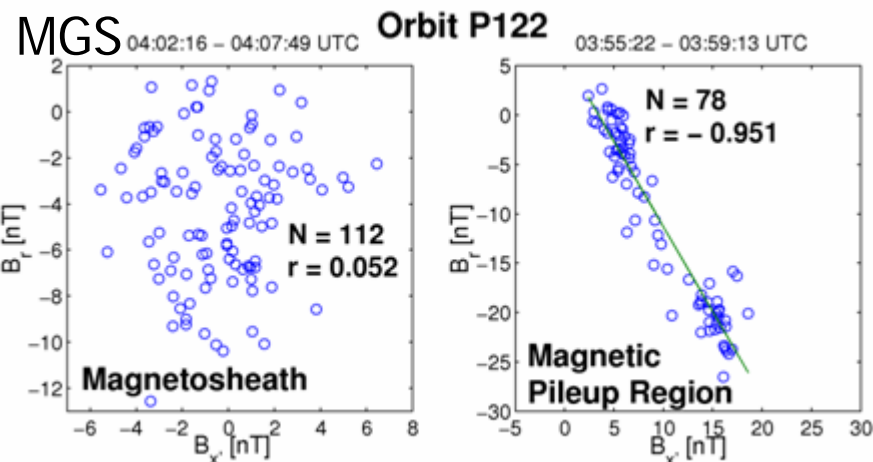 MGS
Orbit P122
04:02:16 – 04:07:49 UTC
2
0
−2
−4
−6
−8
−10
−12
B_r [nT]
N = 112
r = 0.052
Magnetosheath
−6 −4 −2 0 2 4 6 8
B_x' [nT]
03:55:22 – 03:59:13 UTC
5
0
−5
−10
−15
−20
−25
−30
B_r [nT]
N = 78
r = − 0.951
Magnetic
Pileup Region
−5 0 5 10 15 20 25 30
B_x' [nT]